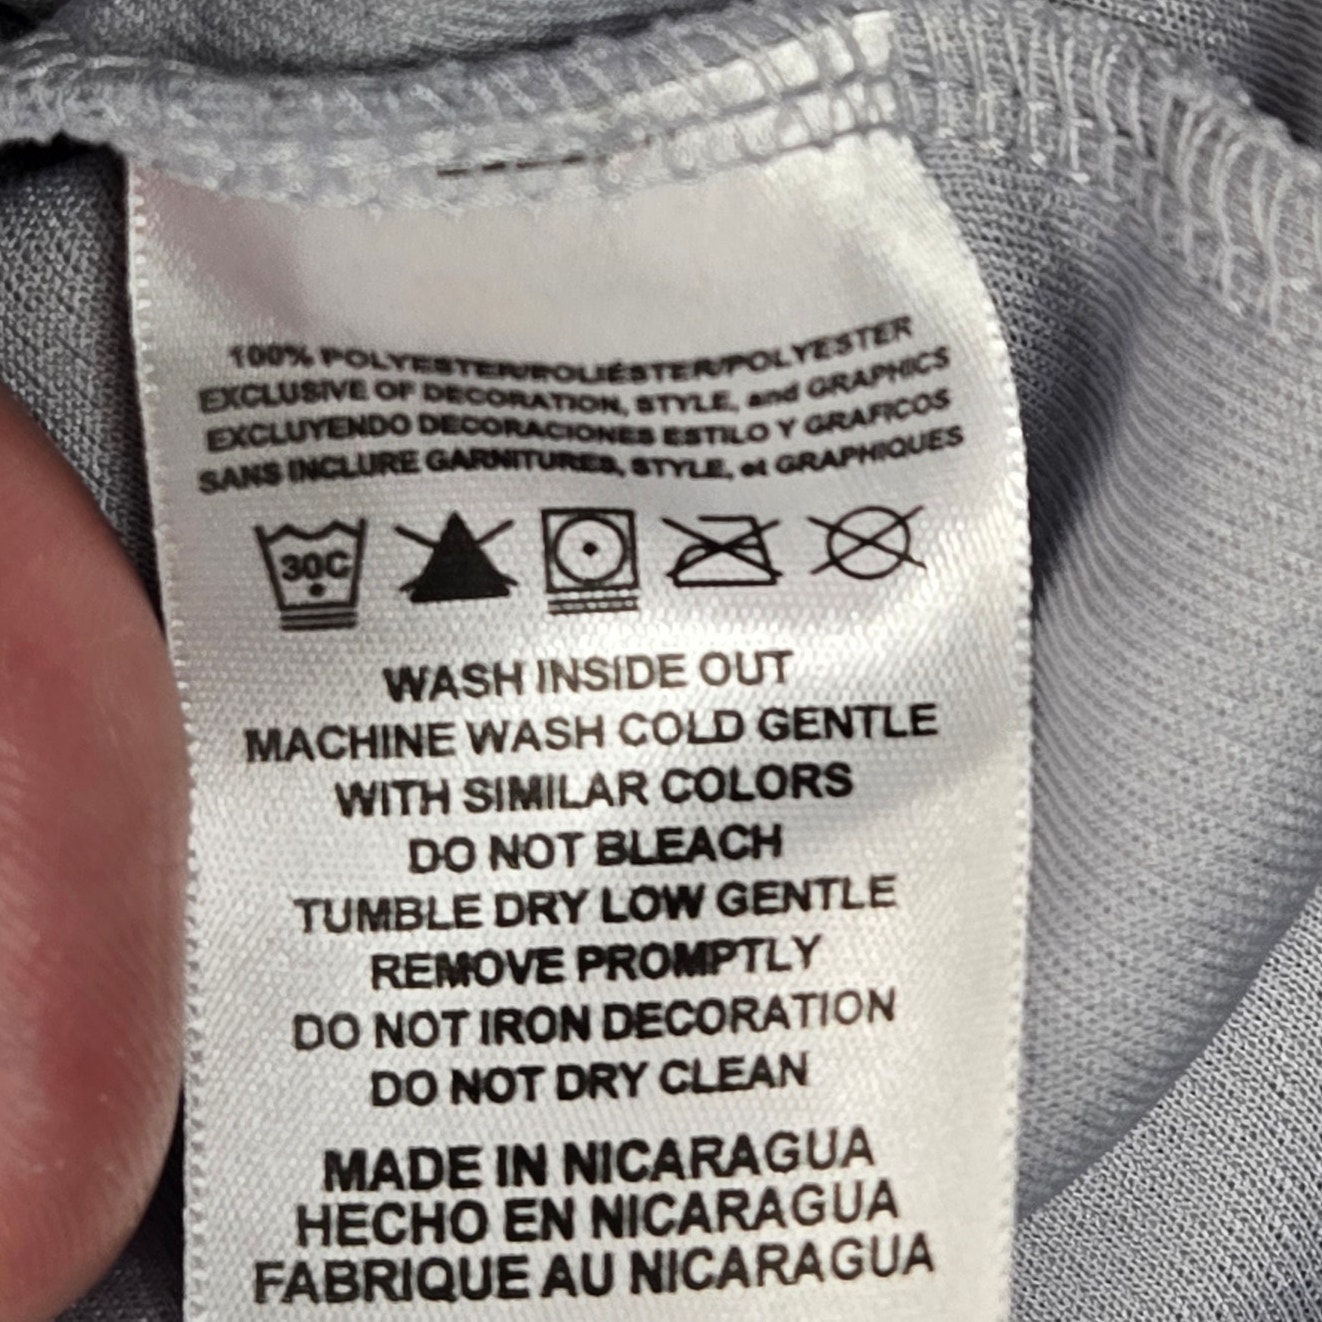 100% POLYESTER/POLIÉSTER/POLYESTER
EXCLUSIVE OF DECORATION, STYLE, and GRAPHICS
EXCLUYENDO DECORACIONES ESTILO Y GRAFICOS
SANS INCLURE GARNITURES, STYLE, et GRAPHIQUES
30C
WASH INSIDE OUT
MACHINE WASH COLD GENTLE
WITH SIMILAR COLORS
DO NOT BLEACH
TUMBLE DRY LOW GENTLE
REMOVE PROMPTLY
DO NOT IRON DECORATION
DO NOT DRY CLEAN
MADE IN NICARAGUA
HECHO EN NICARAGUA
FABRIQUE AU NICARAGUA